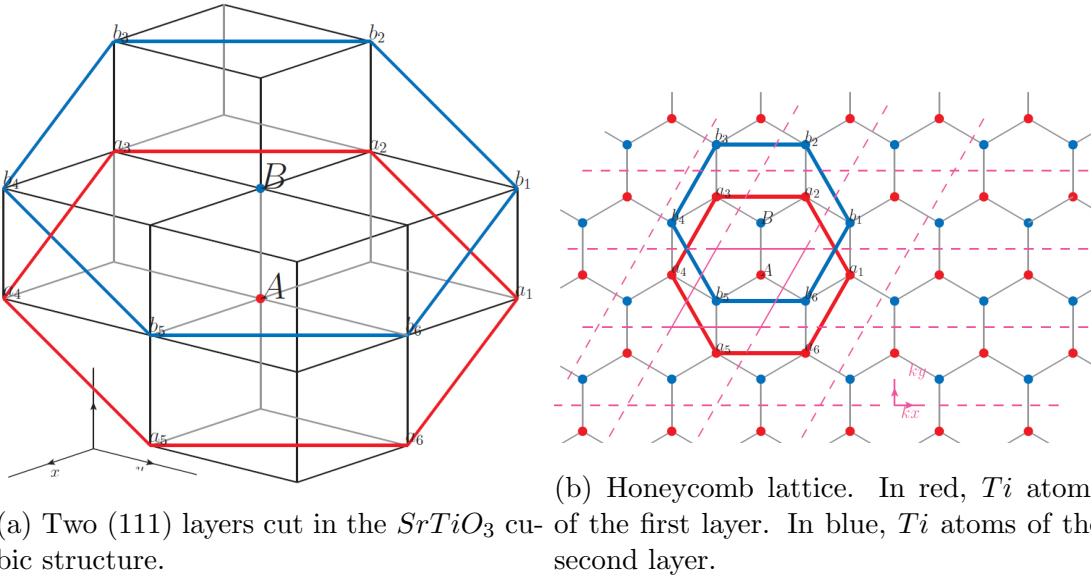 b3 b2
a3 a2
B
b4 b1
A
a4 a1
b5 b6
a5 a6
x
b3 b2
a3 a2
b4 B b1
a4 A a1
b5 b6
a5 a6
ky
kx
(a) Two (111) layers cut in the SrTiO3 cu-
bic structure.
(b) Honeycomb lattice. In red, Ti atom
of the first layer. In blue, Ti atoms of the
second layer.